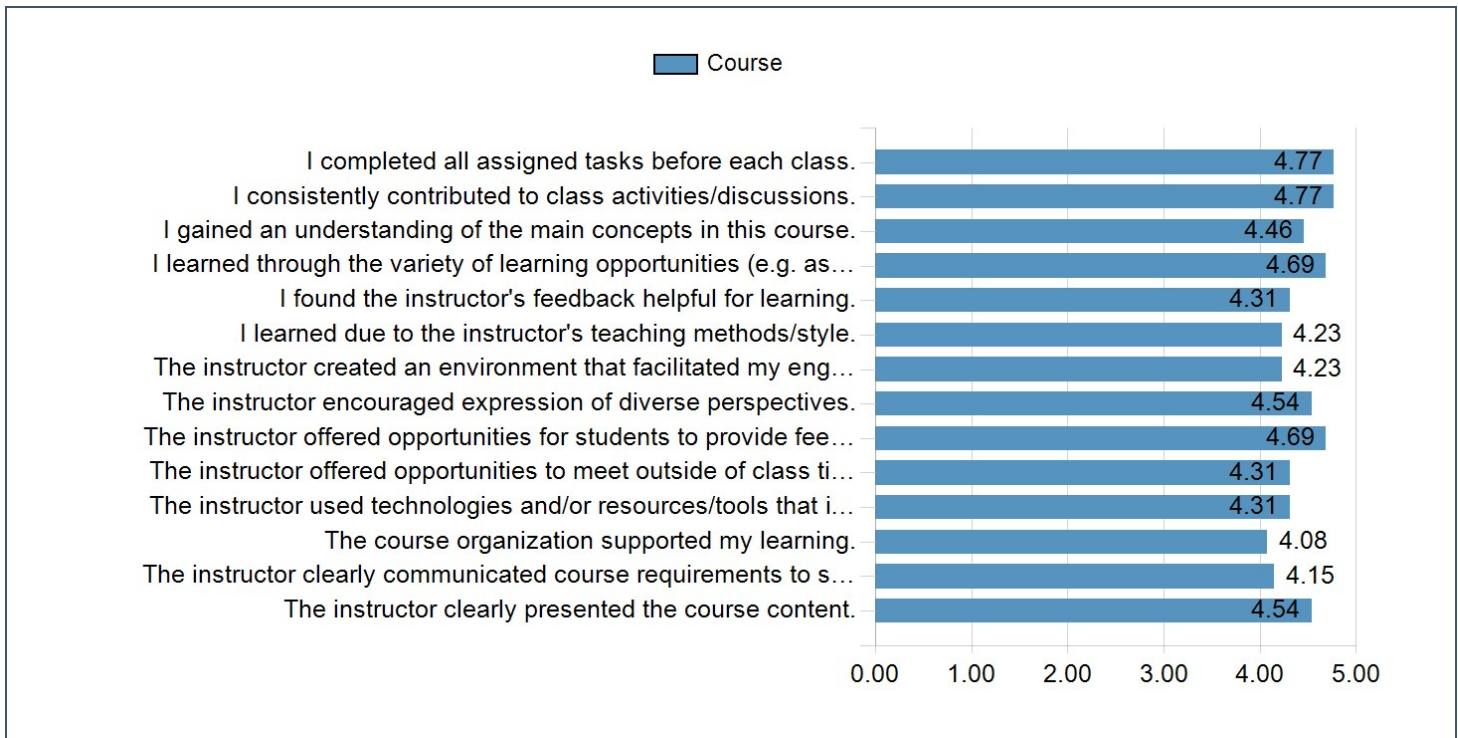 Course
I completed all assigned tasks before each class. 4.77
I consistently contributed to class activities/discussions. 4.77
I gained an understanding of the main concepts in this course. 4.46
I learned through the variety of learning opportunities (e.g. as… 4.69
I found the instructor's feedback helpful for learning. 4.31
I learned due to the instructor's teaching methods/style. 4.23
The instructor created an environment that facilitated my eng… 4.23
The instructor encouraged expression of diverse perspectives. 4.54
The instructor offered opportunities for students to provide fee… 4.69
The instructor offered opportunities to meet outside of class ti… 4.31
The instructor used technologies and/or resources/tools that i… 4.31
The course organization supported my learning. 4.08
The instructor clearly communicated course requirements to s… 4.15
The instructor clearly presented the course content. 4.54
0.00 1.00 2.00 3.00 4.00 5.00